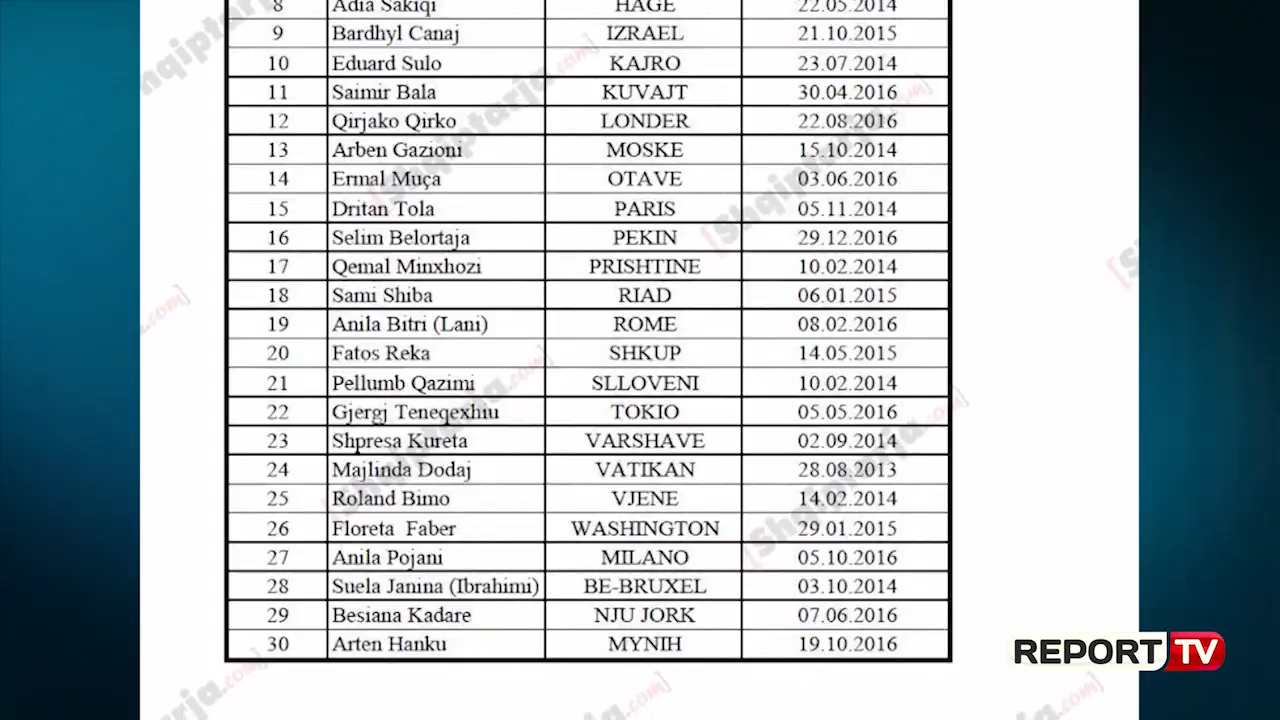 8 Adia Sakiqi HAGE 22.05.2014
9 Bardhyl Canaj IZRAEL 21.10.2015
10 Eduard Sulo KAJRO 23.07.2014
11 Saimir Bala KUVAJT 30.04.2016
12 Qirjako Qirko LONDER 22.08.2016
13 Arben Gazioni MOSKE 15.10.2014
14 Ermal Muça OTAVE 03.06.2016
15 Dritan Tola PARIS 05.11.2014
16 Selim Belortaja PEKIN 29.12.2016
17 Qemal Minxhozi PRISHTINE 10.02.2014
18 Sami Shiba RIAD 06.01.2015
19 Anila Bitri (Lani) ROME 08.02.2016
20 Fatos Reka SHKUP 14.05.2015
21 Pellumb Qazimi SLLOVENI 10.02.2014
22 Gjergj Teneqexhiu TOKIO 05.05.2016
23 Shpresa Kureta VARSHAVE 02.09.2014
24 Majlinda Dodaj VATIKAN 28.08.2013
25 Roland Bimo VJENE 14.02.2014
26 Floreta Faber WASHINGTON 29.01.2015
27 Anila Pojani MILANO 05.10.2016
28 Suela Janina (Ibrahimi) BE-BRUXEL 03.10.2014
29 Besiana Kadare NJU JORK 07.06.2016
30 Arten Hanku MYNIH 19.10.2016
REPORT TV
[Shqiptarja.com]